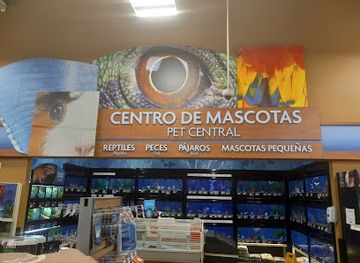 CENTRO DE MASCOTAS
PET CENTRAL
REPTILES PECES PÁJAROS MASCOTAS PEQUEÑAS